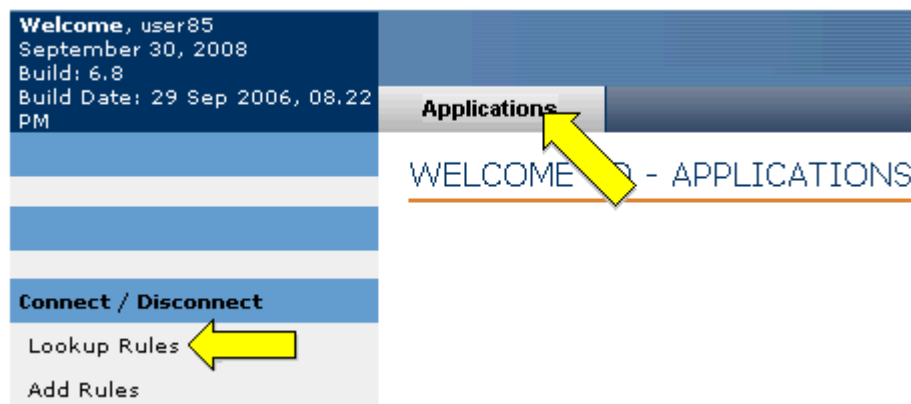 Welcome, user85
September 30, 2008
Build: 6.8
Build Date: 29 Sep 2006, 08.22
PM
Applications
WELCOME - APPLICATIONS
Connect / Disconnect
Lookup Rules
Add Rules